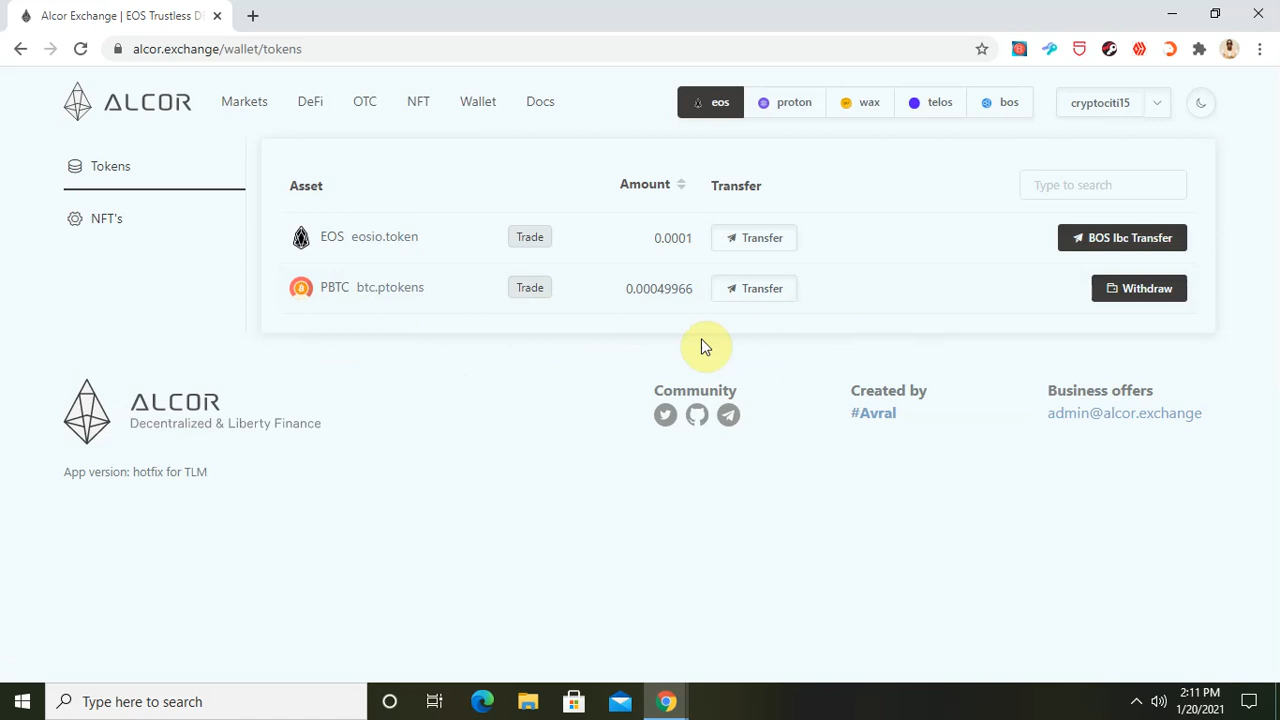 Alcor Exchange | EOS Trustless D
alcor.exchange/wallet/tokens
ALCOR Markets DeFi OTC NFT Wallet Docs eos proton wax telos bos cryptociti15
Tokens
NFT's
Asset Amount Transfer Type to search
EOS eosio.token Trade 0.0001 Transfer BOS Ibc Transfer
PBTC btc.ptokens Trade 0.00049966 Transfer Withdraw
ALCOR
Decentralized & Liberty Finance
Community
Created by
#Avral
Business offers
admin@alcor.exchange
App version: hotfix for TLM
Type here to search
2:11 PM
1/20/2021